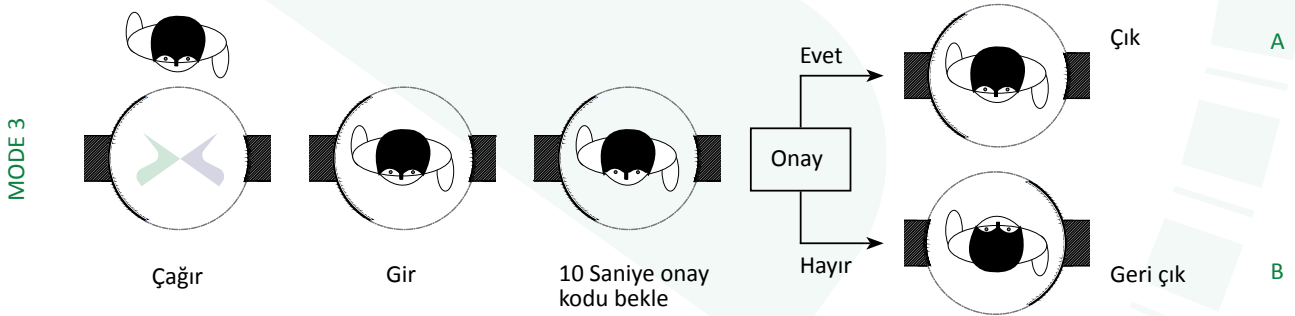 MODE 3
Çağır
Gir
10 Saniye onay
kodu bekle
Onay
Evet
Hayır
Çık
A
Geri çık
B